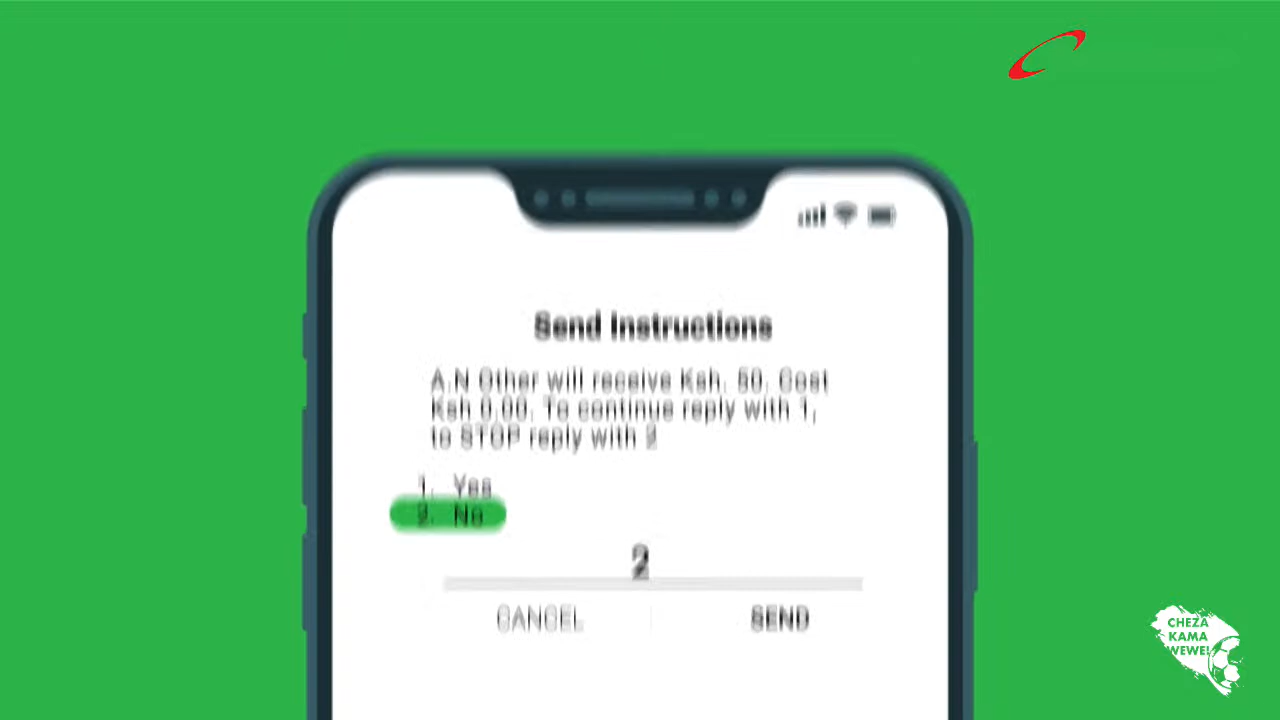 Send Instructions
A.N Other will receive Ksh. 50. Cost
Ksh 0.00. To continue reply with 1,
to STOP reply with 2
1. Yes
2. No
2
CANCEL
SEND
CHEZA
KAMA
WEWE!